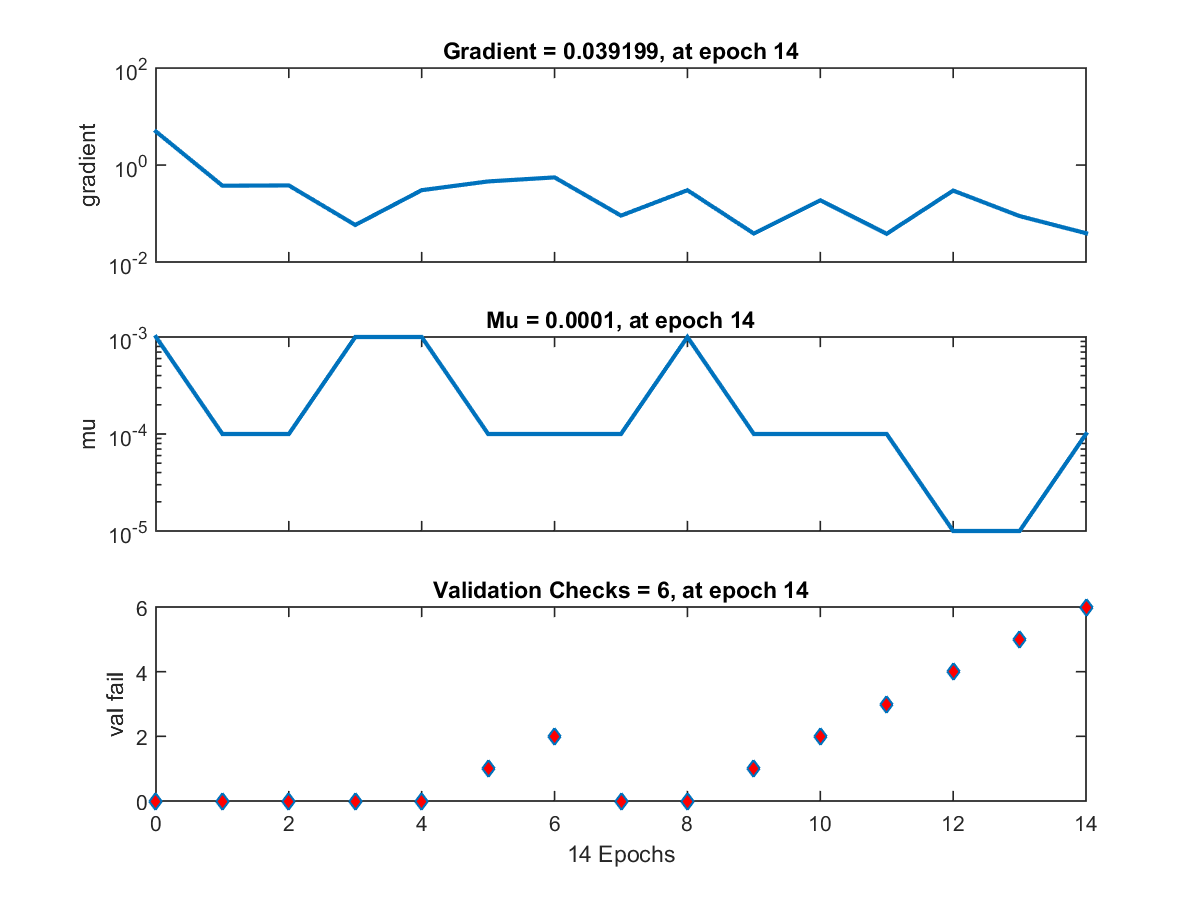 Gradient = 0.039199, at epoch 14
10^2
10^0
10^-2
gradient
Mu = 0.0001, at epoch 14
10^-3
10^-4
10^-5
mu
Validation Checks = 6, at epoch 14
6
4
2
0
val fail
0 2 4 6 8 10 12 14
14 Epochs